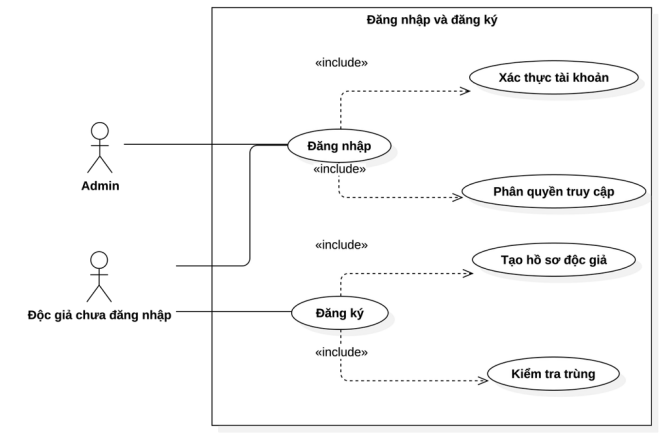 Đăng nhập và đăng ký
«include»
Xác thực tài khoản
Đăng nhập
«include»
Admin
Phân quyền truy cập
«include»
Tạo hồ sơ độc giả
Độc giả chưa đăng nhập
Đăng ký
«include»
Kiểm tra trùng